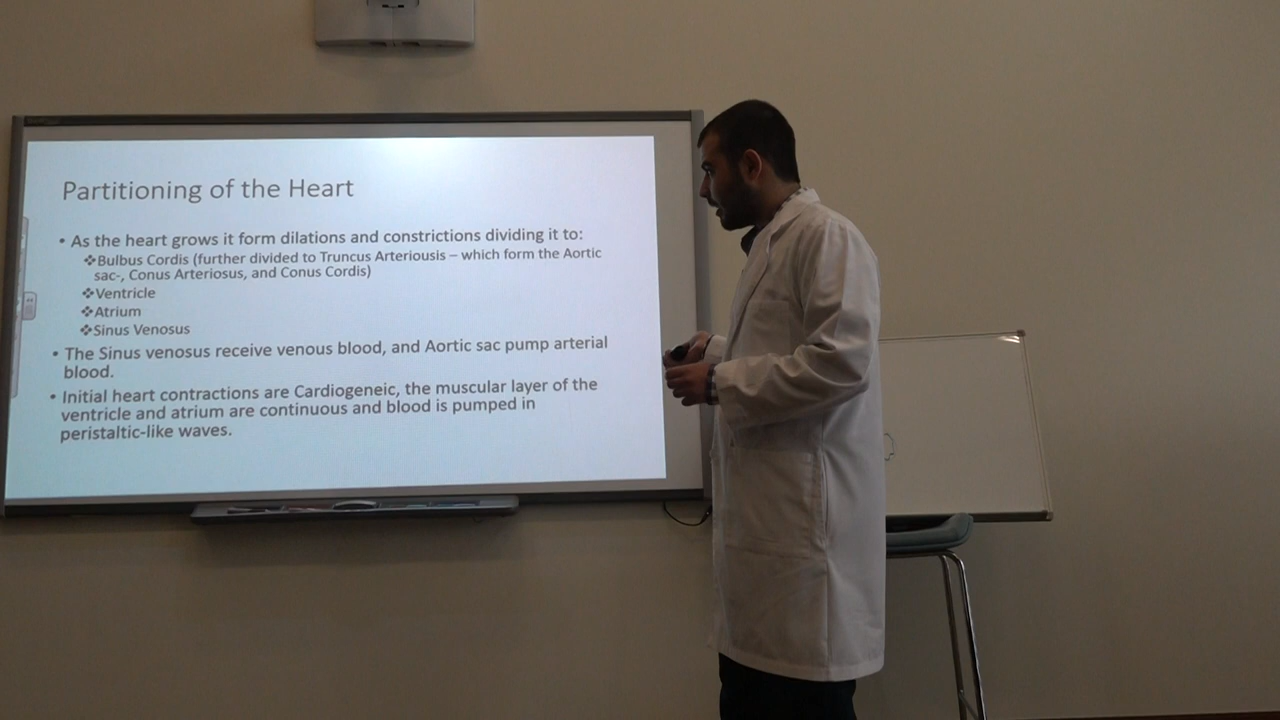 Partitioning of the Heart
• As the heart grows it form dilations and constrictions dividing it to:
❖Bulbus Cordis (further divided to Truncus Arteriousis – which form the Aortic
sac-, Conus Arteriosus, and Conus Cordis)
❖Ventricle
❖Atrium
❖Sinus Venosus
• The Sinus venosus receive venous blood, and Aortic sac pump arterial
blood.
• Initial heart contractions are Cardiogeneic, the muscular layer of the
ventricle and atrium are continuous and blood is pumped in
peristaltic-like waves.